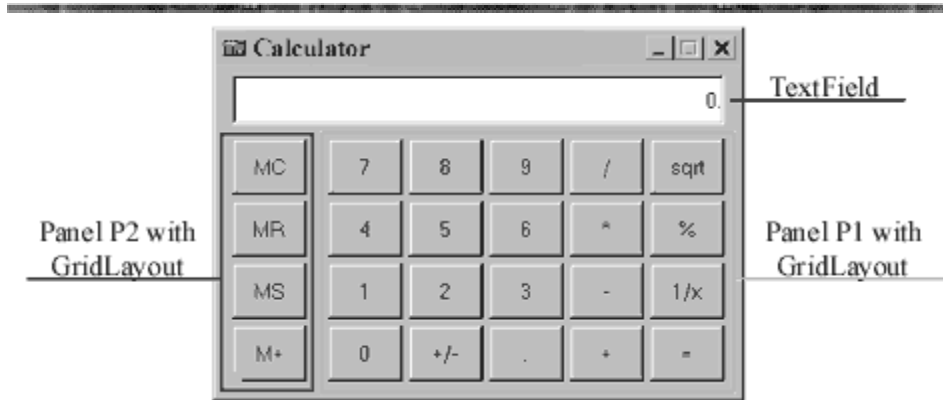 Calculator
0.
TextField
MC 7 8 9 / sqrt
MR 4 5 6 * %
Panel P2 with
GridLayout
Panel P1 with
GridLayout
MS 1 2 3 - 1/x
M+ 0 +/- . + =